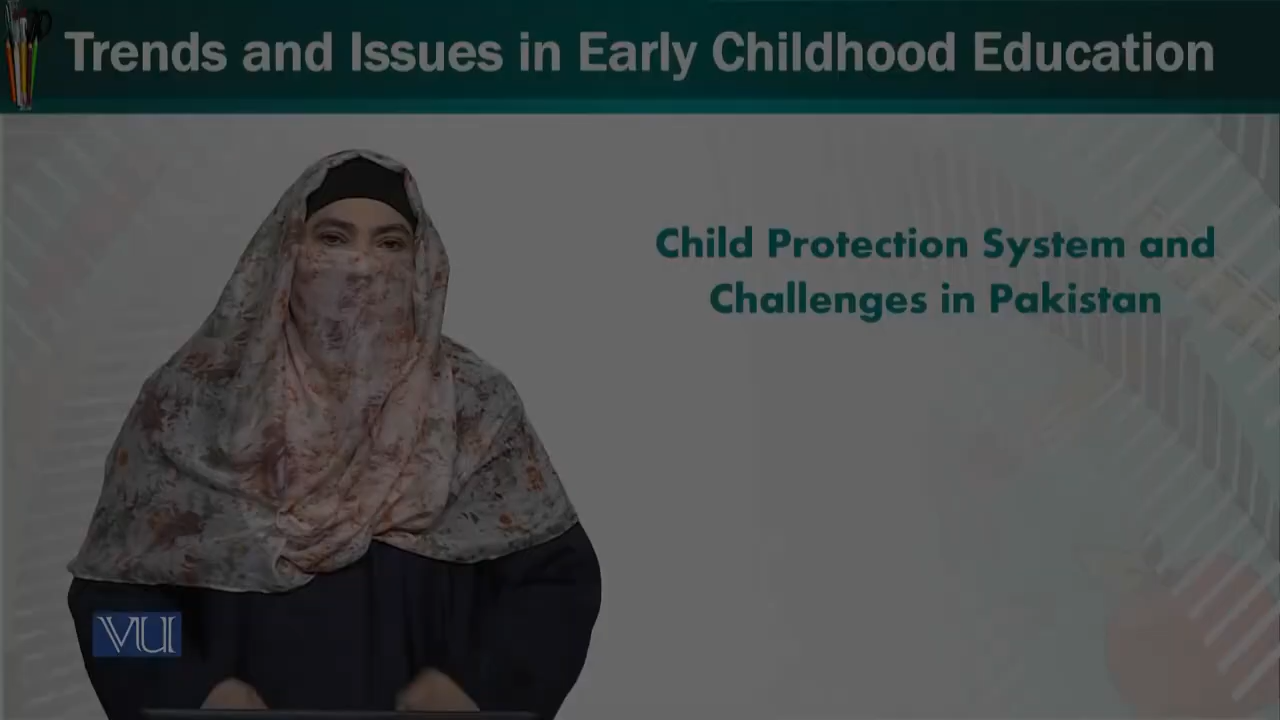 Trends and Issues in Early Childhood Education
Child Protection System and
Challenges in Pakistan
VU